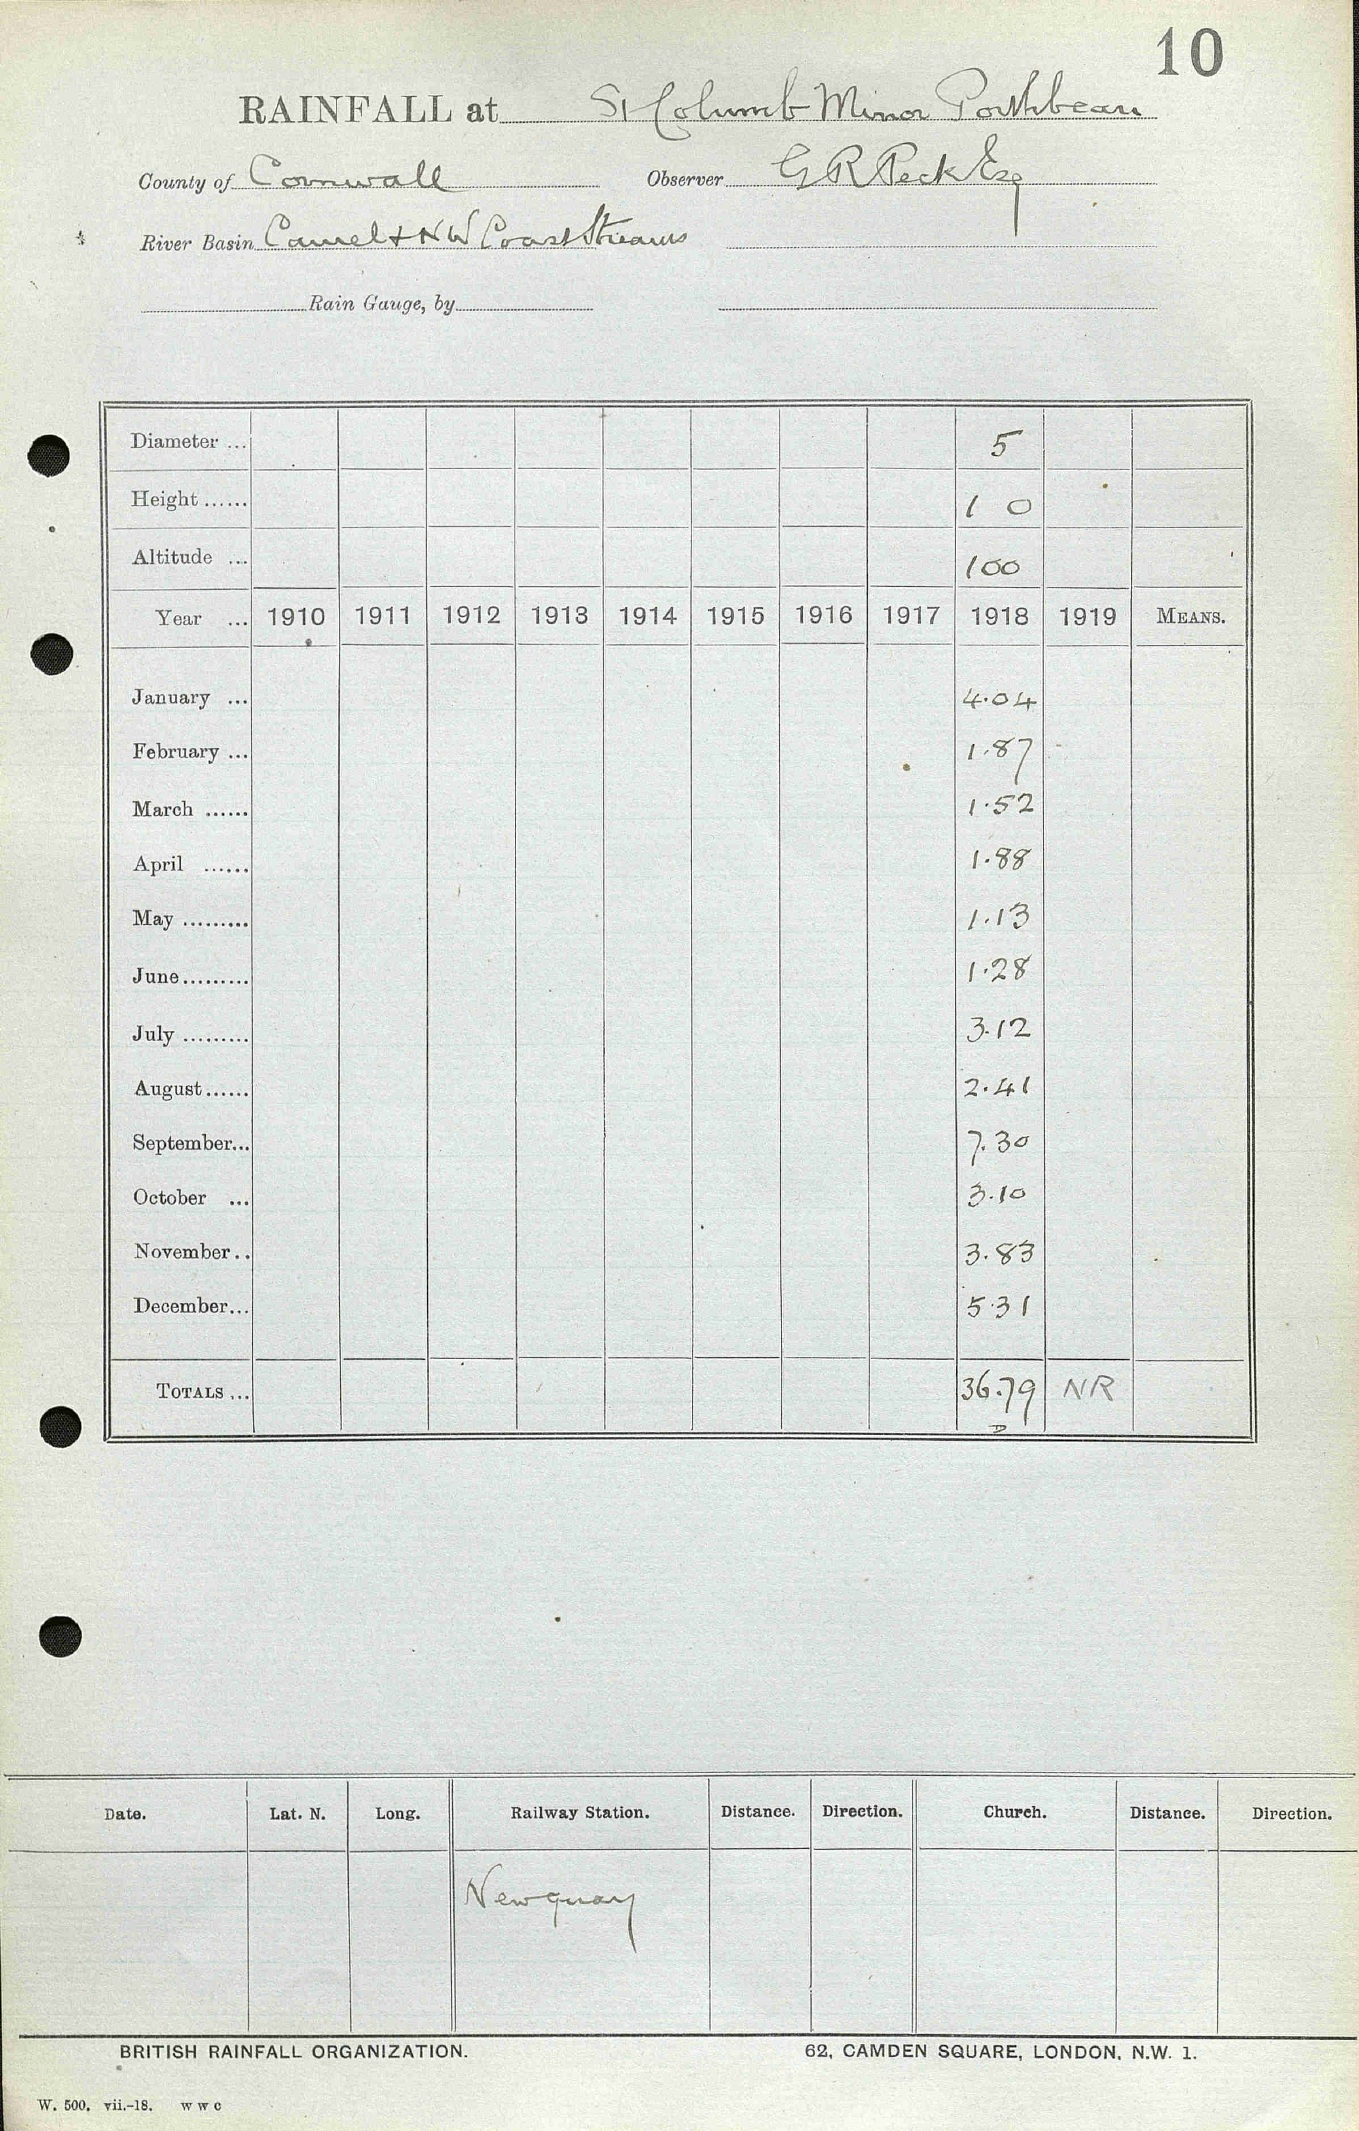 10
RAINFALL at St Columb Minor Porthbean
County of Cornwall Observer G R Peck Esq
River Basin Camel & NW Coast Streams
Rain Gauge, by
Diameter ... 5
Height ...... 1 0
Altitude ... 100
Year ... 1910 1911 1912 1913 1914 1915 1916 1917 1918 1919 MEANS.
January ... 4.04
February ... 1.87
March ...... 1.52
April ...... 1.88
May ......... 1.13
June ......... 1.28
July ......... 3.12
August ...... 2.41
September... 7.30
October ... 3.10
November .. 3.83
December... 5.31
TOTALS ... 36.79 NR
D
Date. Lat. N. Long. Railway Station. Distance. Direction. Church. Distance. Direction.
Newquay
BRITISH RAINFALL ORGANIZATION. 62, CAMDEN SQUARE, LONDON, N.W. 1.
W. 500. vii.-18. w w c